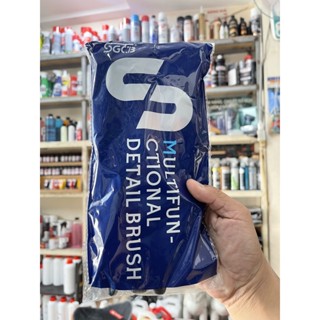 SGCB
MULTIFUN-
CTIONAL
DETAIL BRUSH